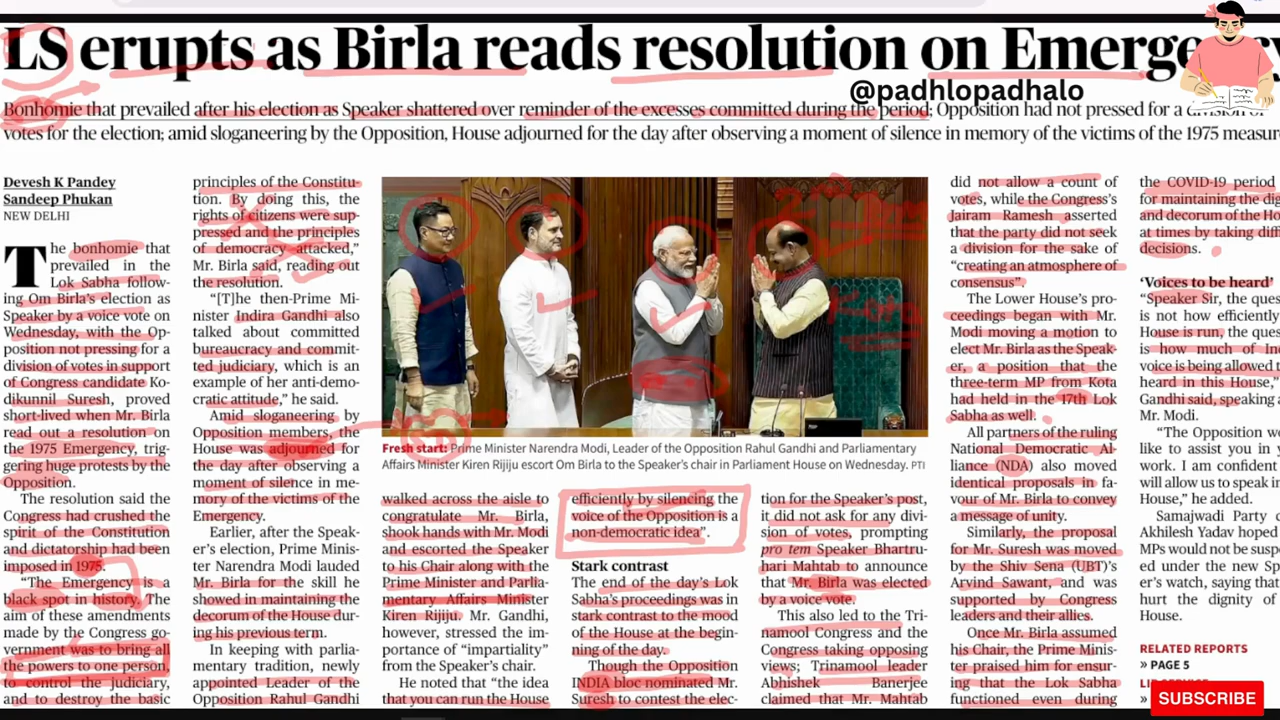 LS erupts as Birla reads resolution on Emergency
@padhlopadhalo
Bonhomie that prevailed after his election as Speaker shattered over reminder of the excesses committed during the period; Opposition had not pressed for a division of
votes for the election; amid sloganeering by the Opposition, House adjourned for the day after observing a moment of silence in memory of the victims of the 1975
Devesh K Pandey
Sandeep Phukan
NEW DELHI
The bonhomie that
prevailed in the
Lok Sabha follow-
ing Om Birla's election as
Speaker by a voice vote on
Wednesday, with the Op-
position not pressing for a
division of votes in support
of Congress candidate Ko-
dikunnil Suresh, proved
short-lived when Mr. Birla
read out a resolution on
the 1975 Emergency, trig-
gering huge protests by the
Opposition.
The resolution said the
Congress had crushed the
spirit of the Constitution
and dictatorship had been
imposed in 1975.
"The Emergency is a
black spot in history. The
aim of these amendments
made by the Congress go-
vernment was to bring all
the powers to one person,
to control the judiciary,
and to destroy the basic
principles of the Constitu-
tion. By doing this, the
rights of citizens were sup-
pressed and the principles
of democracy attacked,"
Mr. Birla said, reading out
the resolution.
"[T]he then-Prime Mi-
nister Indira Gandhi also
talked about committed
bureaucracy and commit-
ted judiciary, which is an
example of her anti-demo-
cratic attitude," he said.
Amid sloganeering by
Opposition members, the
House was adjourned for
the day after observing a
moment of silence in me-
mory of the victims of the
Emergency.
Earlier, after the Speak-
er's election, Prime Minis-
ter Narendra Modi lauded
Mr. Birla for the skill he
showed in maintaining the
decorum of the House dur-
ing his previous term.
In keeping with parlia-
mentary tradition, newly
appointed Leader of the
Opposition Rahul Gandhi
Kota
Fresh start: Prime Minister Narendra Modi, Leader of the Opposition Rahul Gandhi and Parliamentary
Affairs Minister Kiren Rijiju escort Om Birla to the Speaker's chair in Parliament House on Wednesday. PTI
walked across the aisle to
congratulate Mr. Birla,
shook hands with Mr. Modi
and escorted the Speaker
to his Chair along with the
Prime Minister and Parlia-
mentary Affairs Minister
Kiren Rijiju. Mr. Gandhi,
however, stressed the im-
portance of "impartiality"
from the Speaker's chair.
He noted that "the idea
that you can run the House
efficiently by silencing the
voice of the Opposition is a
non-democratic idea".
Stark contrast
The end of the day's Lok
Sabha's proceedings was in
stark contrast to the mood
of the House at the begin-
ning of the day.
Though the Opposition
INDIA bloc nominated Mr.
Suresh to contest the elec-
tion for the Speaker's post,
it did not ask for any divi-
sion of votes, prompting
pro tem Speaker Bhartru-
hari Mahtab to announce
that Mr. Birla was elected
by a voice vote.
This also led to the Tri-
namool Congress and the
Congress taking opposing
views; Trinamool leader
Abhishek Banerjee
claimed that Mr. Mahtab
did not allow a count of
votes, while the Congress's
Jairam Ramesh asserted
that the party did not seek
a division for the sake of
"creating an atmosphere of
consensus".
The Lower House's pro-
ceedings began with Mr.
Modi moving a motion to
elect Mr. Birla as the Speak-
er, a position that the
three-term MP from Kota
had held in the 17th Lok
Sabha as well.
All partners of the ruling
National Democratic Al-
liance (NDA) also moved
identical proposals in fa-
vour of Mr. Birla to convey
message of unity.
Similarly, the proposal
for Mr. Suresh was moved
by the Shiv Sena (UBT)'s
Arvind Sawant, and was
supported by Congress
leaders and their allies.
Once Mr. Birla assumed
his Chair, the Prime Minis-
ter praised him for ensur-
ing that the Lok Sabha
functioned even during
the COVID-19 period
for maintaining the
and decorum of the
at times by taking
decisions.
'Voices to be heard'
"Speaker Sir, the
is not how efficiently
House is run, the
is how much of
voice is being allowed
heard in this House,"
Gandhi said, speaking
Mr. Modi.
"The Opposition
like to assist you in
work. I am confident
will allow us to speak in
House," he added.
Samajwadi Party
Akhilesh Yadav hoped
MPs would not be
ed under the new
er's watch, saying that
hurt the dignity of
House.
RELATED REPORTS
» PAGE 5
»
SUBSCRIBE